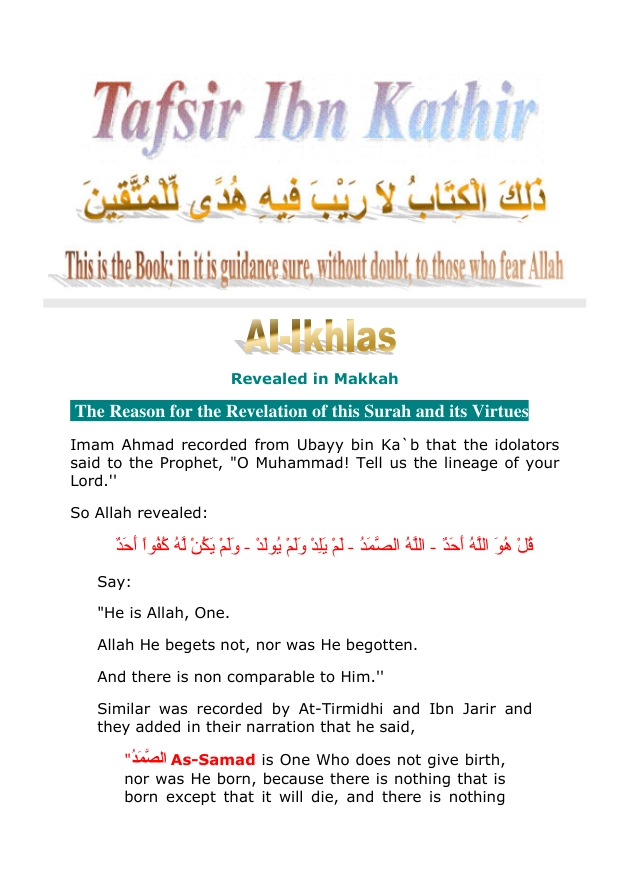 Tafsir Ibn Kathir
ذَلِكَ الْكِتَابُ لاَ رَيْبَ فِيهِ هُدًى لِّلْمُتَّقِينَ
This is the Book; in it is guidance sure, without doubt, to those who fear Allah
Al-Ikhlas
Revealed in Makkah
The Reason for the Revelation of this Surah and its Virtues
Imam Ahmad recorded from Ubayy bin Ka`b that the idolators
said to the Prophet, "O Muhammad! Tell us the lineage of your
Lord.''
So Allah revealed:
قُلْ هُوَ اللَّهُ أَحَدٌ - اللَّهُ الصَّمَدُ - لَمْ يَلِدْ وَلَمْ يُولَدْ - وَلَمْ يَكُنْ لَّهُ كُفُواً أَحَدٌ
Say:
"He is Allah, One.
Allah He begets not, nor was He begotten.
And there is non comparable to Him.''
Similar was recorded by At-Tirmidhi and Ibn Jarir and
they added in their narration that he said,
"الصَّمَدُ As-Samad is One Who does not give birth,
nor was He born, because there is nothing that is
born except that it will die, and there is nothing